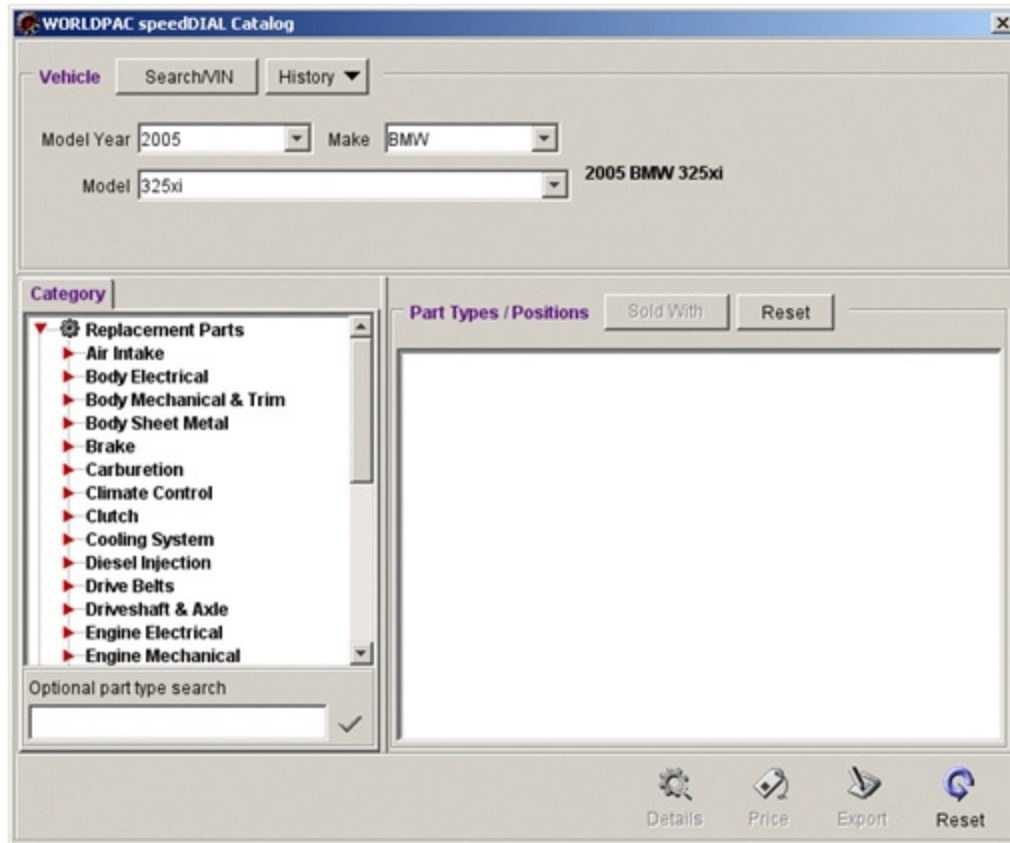 WORLDPAC speedDIAL Catalog
Vehicle Search/VIN History
Model Year 2005 Make BMW
Model 325xi 2005 BMW 325xi
Category
Replacement Parts
Air Intake
Body Electrical
Body Mechanical & Trim
Body Sheet Metal
Brake
Carburetion
Climate Control
Clutch
Cooling System
Diesel Injection
Drive Belts
Driveshaft & Axle
Engine Electrical
Engine Mechanical
Optional part type search
Part Types / Positions Sold With Reset
Details Price Export Reset